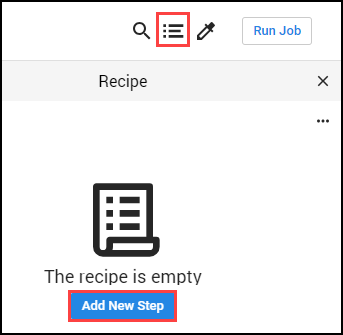 Run Job
Recipe
The recipe is empty
Add New Step